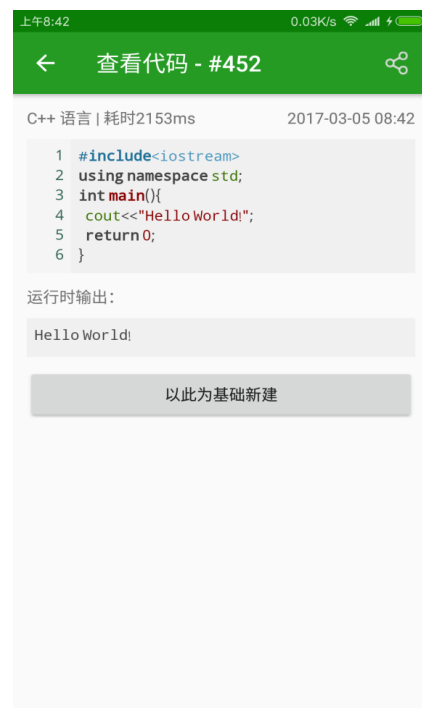 上午8:42 0.03K/s
查看代码 - #452
C++ 语言 | 耗时2153ms 2017-03-05 08:42
1 #include<iostream>
2 using namespace std;
3 int main(){
4 cout<<"Hello World!";
5 return 0;
6 }
运行时输出：
Hello World!
以此为基础新建